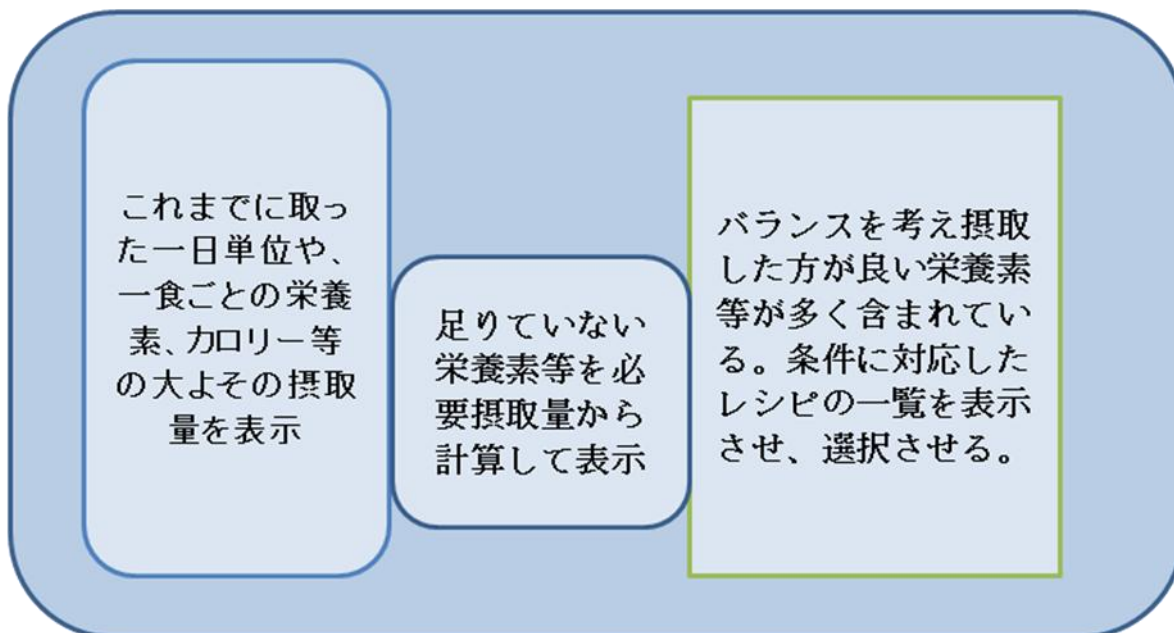 これまでに取っ
た一日単位や、
一食ごとの栄養
素、カロリー等
の大よその摂取
量を表示
足りていない
栄養素等を必
要摂取量から
計算して表示
バランスを考え摂取
した方が良い栄養素
等が多く含まれてい
る。条件に対応した
レシピの一覧を表示
させ、選択させる。